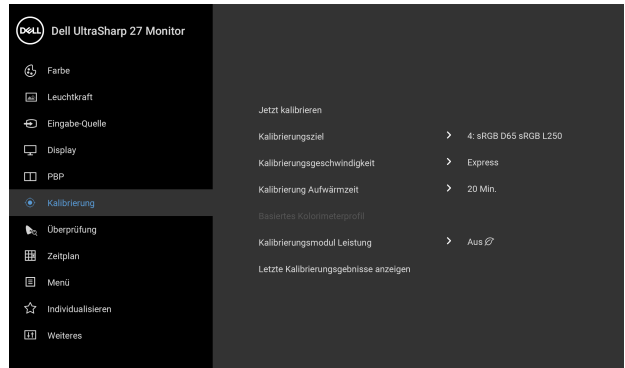 DELL
Dell UltraSharp 27 Monitor
Farbe
Leuchtkraft
Eingabe-Quelle
Display
PBP
Kalibrierung
Überprüfung
Zeitplan
Menü
Individualisieren
Weiteres
Jetzt kalibrieren
Kalibrierungsziel 4: sRGB D65 sRGB L250
Kalibrierungsgeschwindigkeit Express
Kalibrierung Aufwärmzeit 20 Min.
Basiertes Kolorimeterprofil
Kalibrierungsmodul Leistung Aus
Letzte Kalibrierungsgebnisse anzeigen